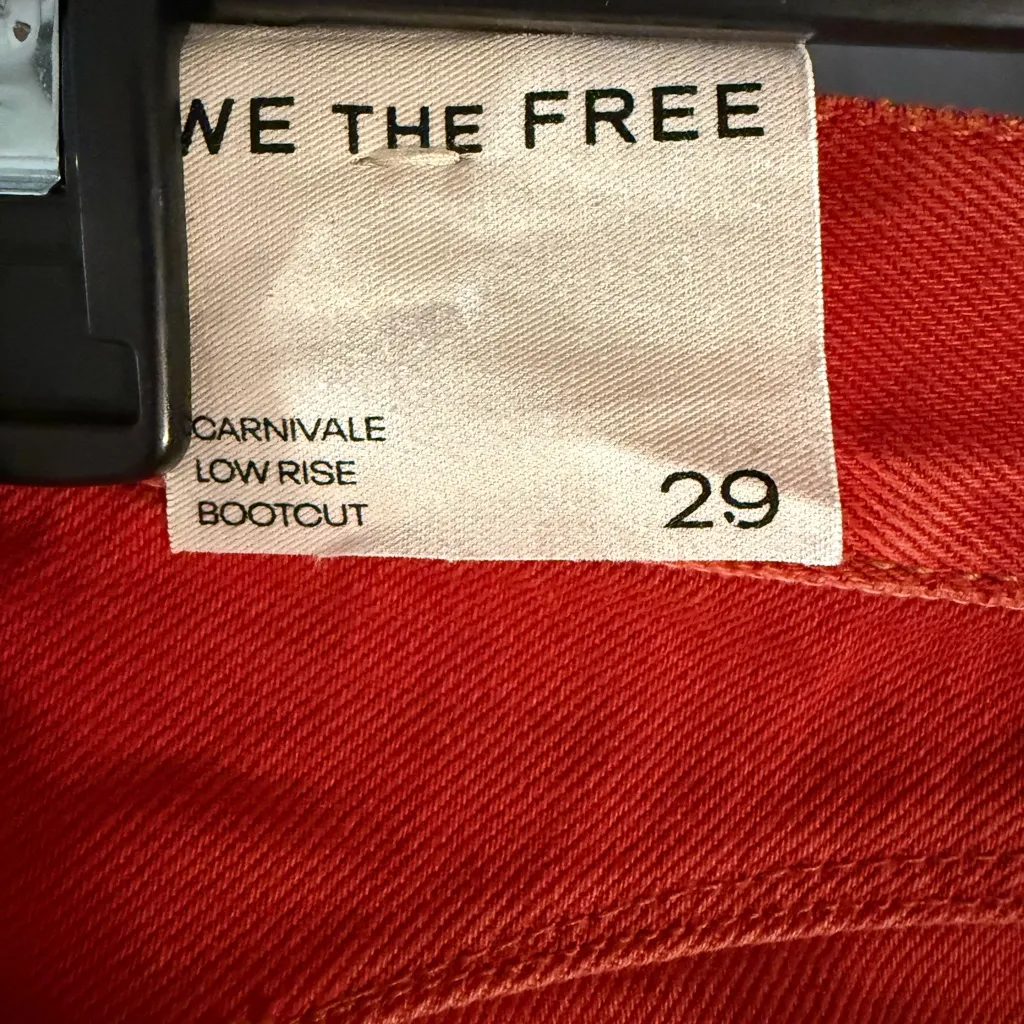 WE THE FREE
CARNIVALE
LOW RISE
BOOTCUT
29